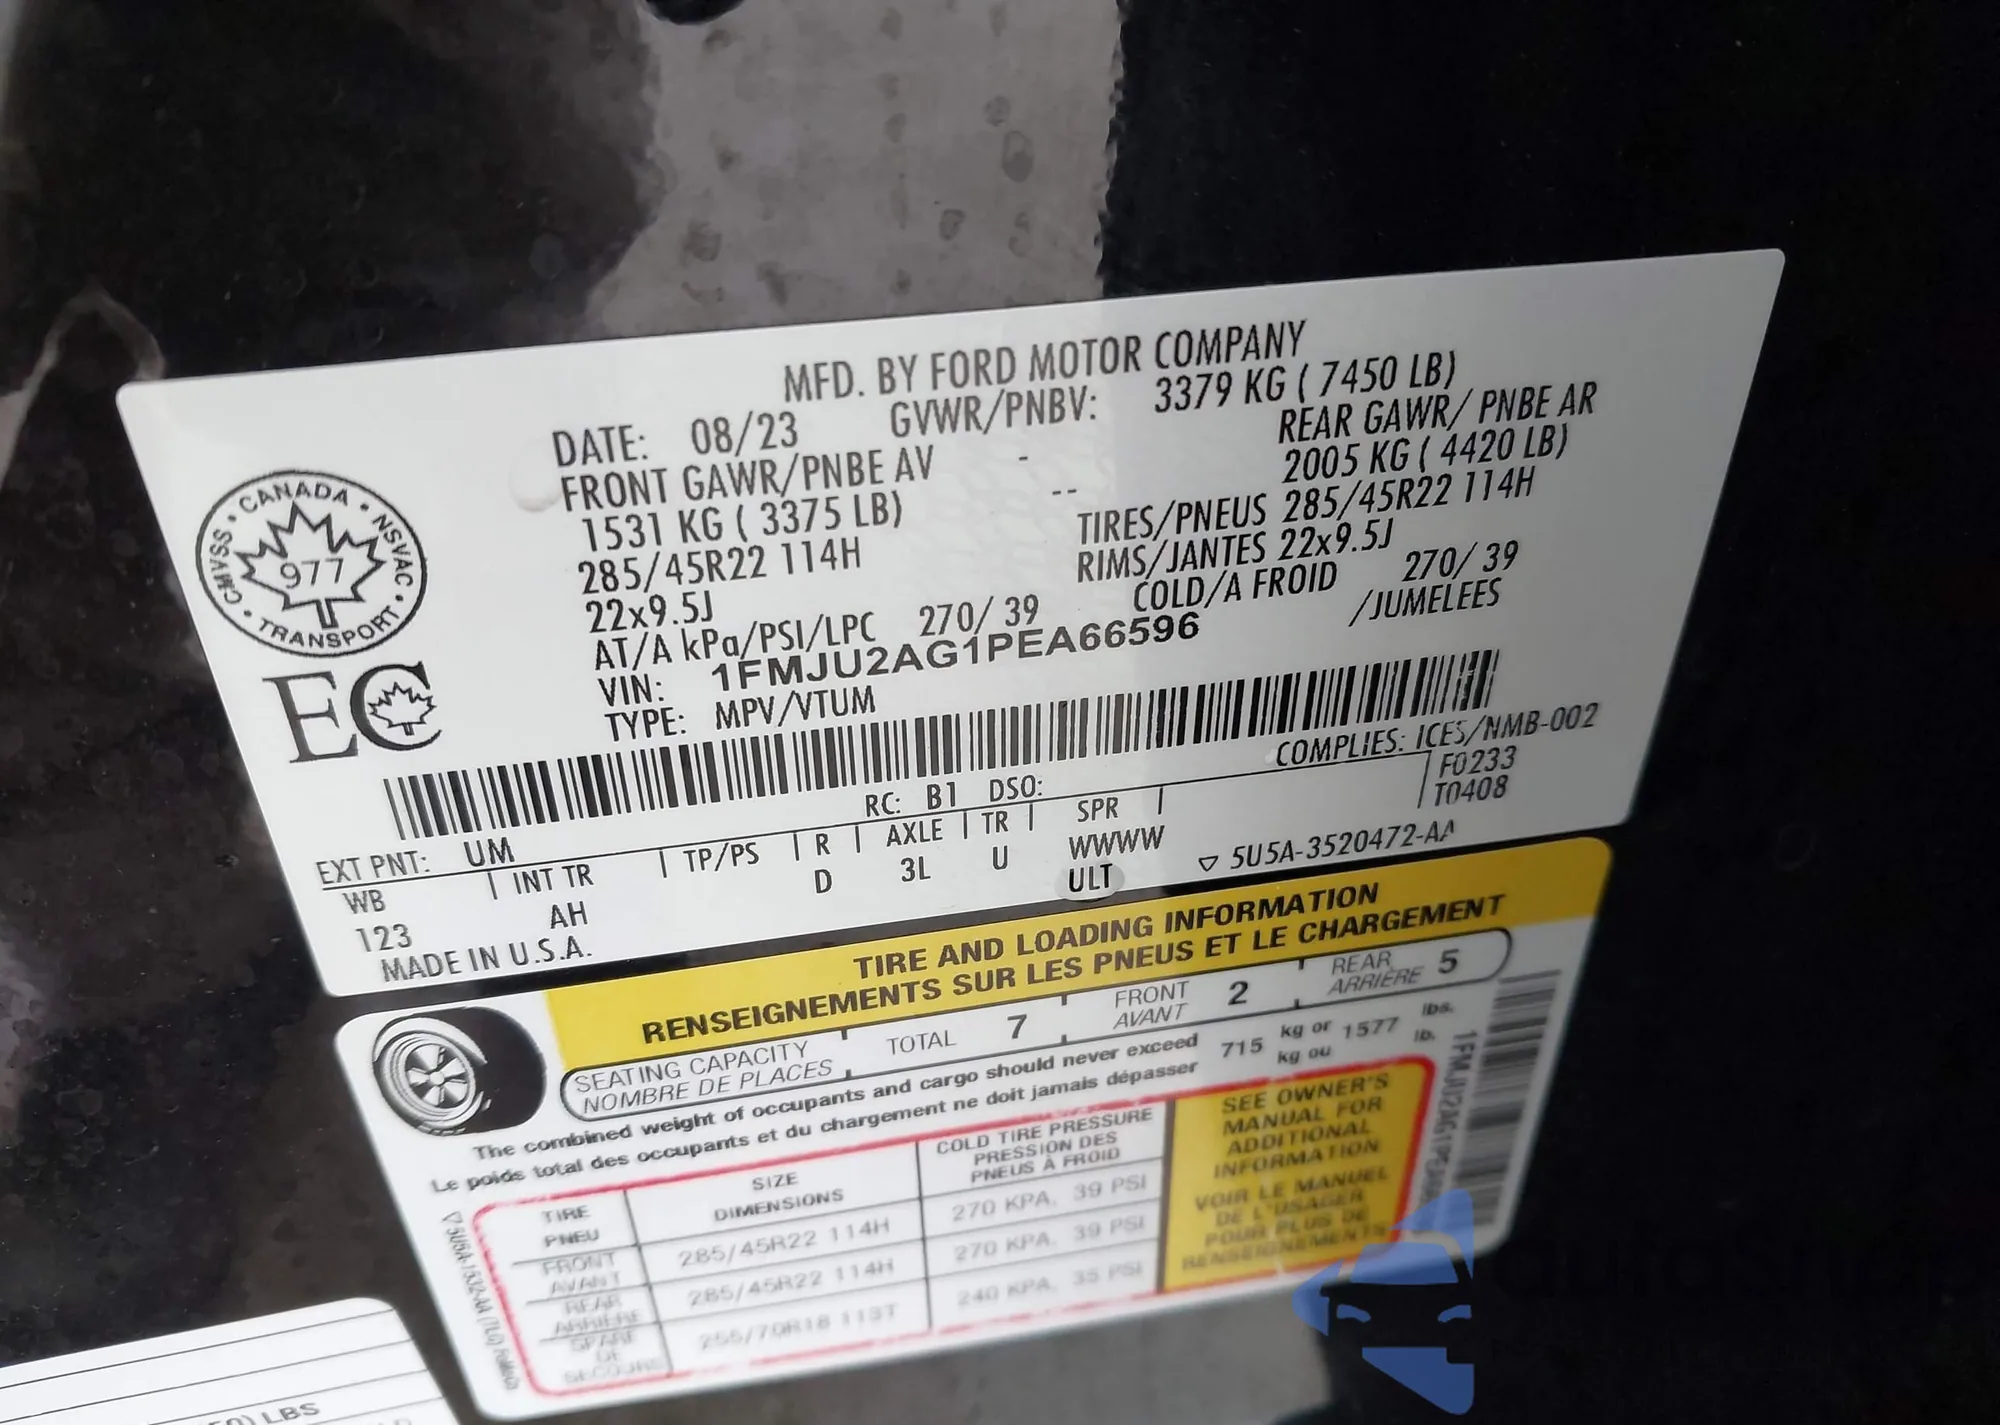 MFD. BY FORD MOTOR COMPANY
DATE: 08/23 GVWR/PNBV: 3379 KG ( 7450 LB)
FRONT GAWR/PNBE AV - REAR GAWR/ PNBE AR
1531 KG ( 3375 LB) -- 2005 KG ( 4420 LB)
285/45R22 114H TIRES/PNEUS 285/45R22 114H
22x9.5J RIMS/JANTES 22x9.5J
AT/A kPa/PSI/LPC 270/ 39 COLD/A FROID 270/ 39
VIN: 1FMJU2AG1PEA66596 /JUMELEES
TYPE: MPV/VTUM
CANADA • NSVAC • TRANSPORT • CMVSS •
977
EC
COMPLIES: ICES/NMB-002
RC: B1 DSO: F0233
EXT PNT: UM T0408
WB | INT TR | TP/PS | R | AXLE | TR | SPR |
123 AH D 3L U WWWW
ULT
MADE IN U.S.A.
▽ 5U5A-3520472-AA
TIRE AND LOADING INFORMATION
RENSEIGNEMENTS SUR LES PNEUS ET LE CHARGEMENT
SEATING CAPACITY TOTAL 7 FRONT 2 REAR 5
NOMBRE DE PLACES AVANT ARRIÈRE
The combined weight of occupants and cargo should never exceed 715 kg or 1577 lbs.
Le poids total des occupants et du chargement ne doit jamais dépasser kg ou lb.
TIRE SIZE COLD TIRE PRESSURE
PNEU DIMENSIONS PRESSION DES
PNEUS À FROID
FRONT 285/45R22 114H 270 KPA, 39 PSI
AVANT
REAR 285/45R22 114H 270 KPA, 39 PSI
ARRIÈRE
SPARE 255/70R18 113T 240 KPA, 35 PSI
DE
SECOURS
SEE OWNER'S
MANUAL FOR
ADDITIONAL
INFORMATION
VOIR LE MANUEL
DE L'USAGER
POUR PLUS DE
RENSEIGNEMENTS
LBS